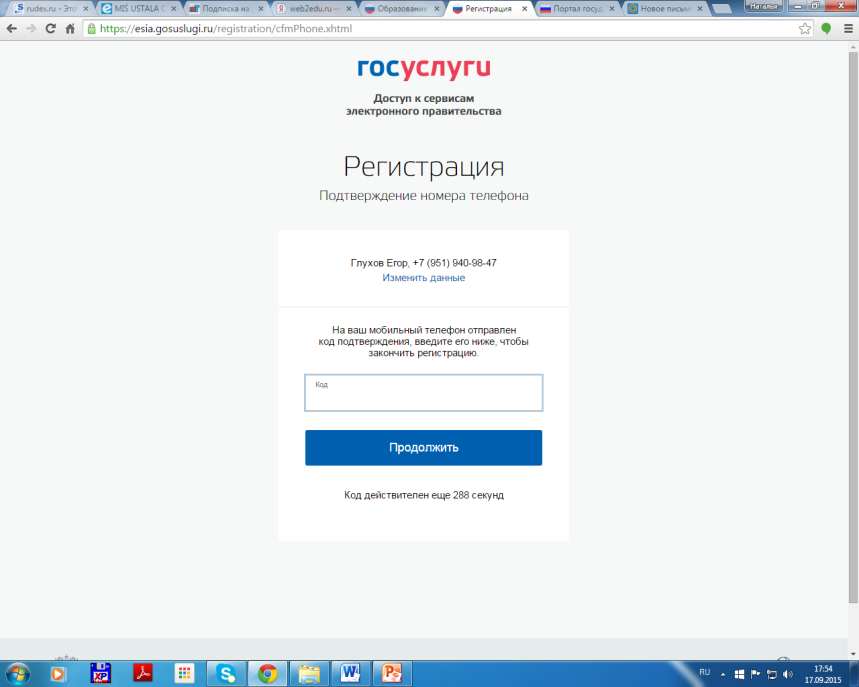 rudex.ru - Это
MIS USTALA C
Подписка на
web2edu.ru —
Образование
Регистрация
Портал госуд
Новое письмо
Наталья
https://esia.gosuslugi.ru/registration/cfmPhone.xhtml
госуслуги
Доступ к сервисам
электронного правительства
Регистрация
Подтверждение номера телефона
Глухов Егор, +7 (951) 940-98-47
Изменить данные
На ваш мобильный телефон отправлен
код подтверждения, введите его ниже, чтобы
закончить регистрацию.
Код
Продолжить
Код действителен еще 288 секунд
XP
RU
17:54
17.09.2015